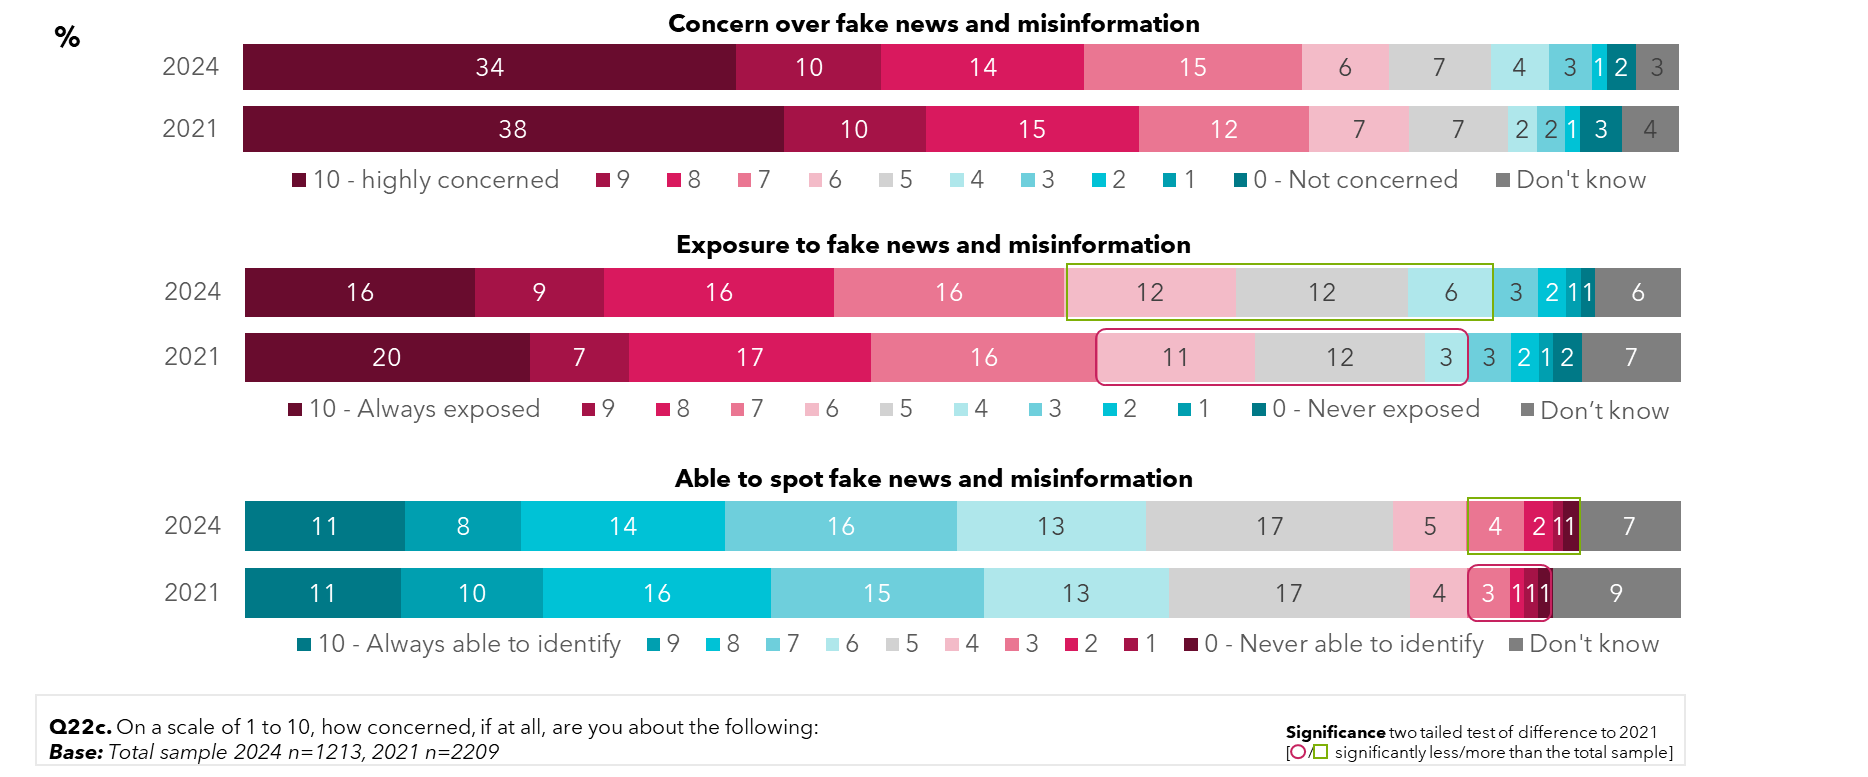 Concern over fake news and misinformation
%
2024 34 10 14 15 6 7 4 3 1 2 3
2021 38 10 15 12 7 7 2 2 1 3 4
10 - highly concerned 9 8 7 6 5 4 3 2 1 0 - Not concerned Don't know
Exposure to fake news and misinformation
2024 16 9 16 16 12 12 6 3 2 1 1 6
2021 20 7 17 16 11 12 3 3 2 1 2 7
10 - Always exposed 9 8 7 6 5 4 3 2 1 0 - Never exposed Don’t know
Able to spot fake news and misinformation
2024 11 8 14 16 13 17 5 4 2 1 1 7
2021 11 10 16 15 13 17 4 3 1 1 1 9
10 - Always able to identify 9 8 7 6 5 4 3 2 1 0 - Never able to identify Don't know
Q22c. On a scale of 1 to 10, how concerned, if at all, are you about the following:
Base: Total sample 2024 n=1213, 2021 n=2209
Significance two tailed test of difference to 2021
[ / significantly less/more than the total sample]